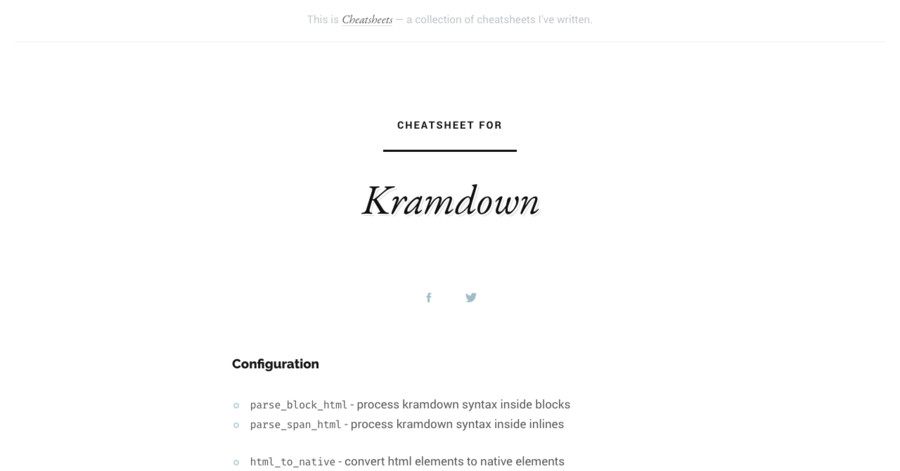 This is Cheatsheets — a collection of cheatsheets I've written.
CHEATSHEET FOR
Kramdown
Configuration
parse_block_html - process kramdown syntax inside blocks
parse_span_html - process kramdown syntax inside inlines
html_to_native - convert html elements to native elements